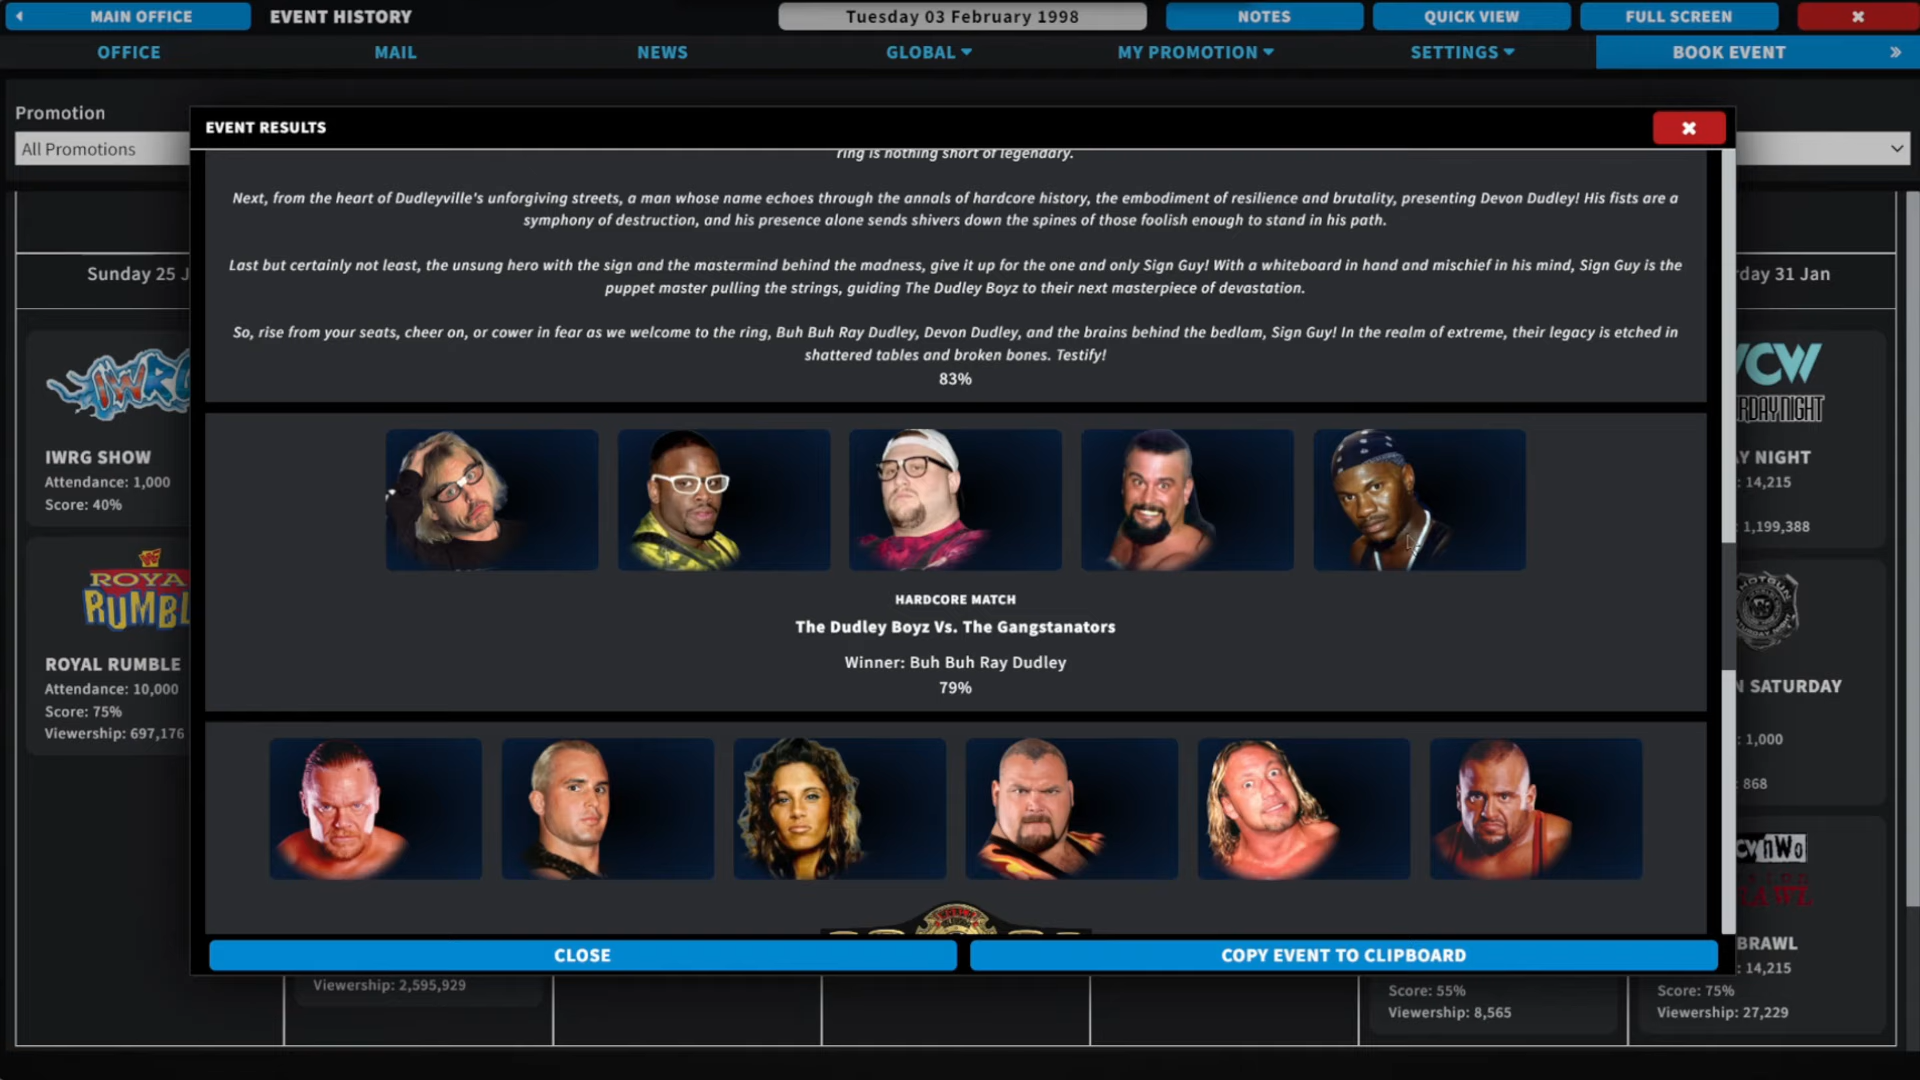 MAIN OFFICE
EVENT HISTORY
Tuesday 03 February 1998
NOTES
QUICK VIEW
FULL SCREEN
OFFICE
MAIL
NEWS
GLOBAL
MY PROMOTION
SETTINGS
BOOK EVENT
Promotion
All Promotions
EVENT RESULTS
ring is nothing short of legendary.
Next, from the heart of Dudleyville's unforgiving streets, a man whose name echoes through the annals of hardcore history, the embodiment of resilience and brutality, presenting Devon Dudley! His fists are a
symphony of destruction, and his presence alone sends shivers down the spines of those foolish enough to stand in his path.
Last but certainly not least, the unsung hero with the sign and the mastermind behind the madness, give it up for the one and only Sign Guy! With a whiteboard in hand and mischief in his mind, Sign Guy is the
puppet master pulling the strings, guiding The Dudley Boyz to their next masterpiece of devastation.
So, rise from your seats, cheer on, or cower in fear as we welcome to the ring, Buh Buh Ray Dudley, Devon Dudley, and the brains behind the bedlam, Sign Guy! In the realm of extreme, their legacy is etched in
shattered tables and broken bones. Testify!
83%
HARDCORE MATCH
The Dudley Boyz Vs. The Gangstanators
Winner: Buh Buh Ray Dudley
79%
CLOSE
COPY EVENT TO CLIPBOARD
Sunday 25 J
IWRG
IWRG SHOW
Attendance: 1,000
Score: 40%
ROYA
RUMBL
ROYAL RUMBLE
Attendance: 10,000
Score: 75%
Viewership: 697,176
Viewership: 2,595,929
Score: 55%
Viewership: 8,565
rday 31 Jan
CW
RDAY NIGHT
Y NIGHT
: 14,215
: 1,199,388
N SATURDAY
: 1,000
: 868
nWo
BRAWL
: 14,215
Score: 75%
Viewership: 27,229